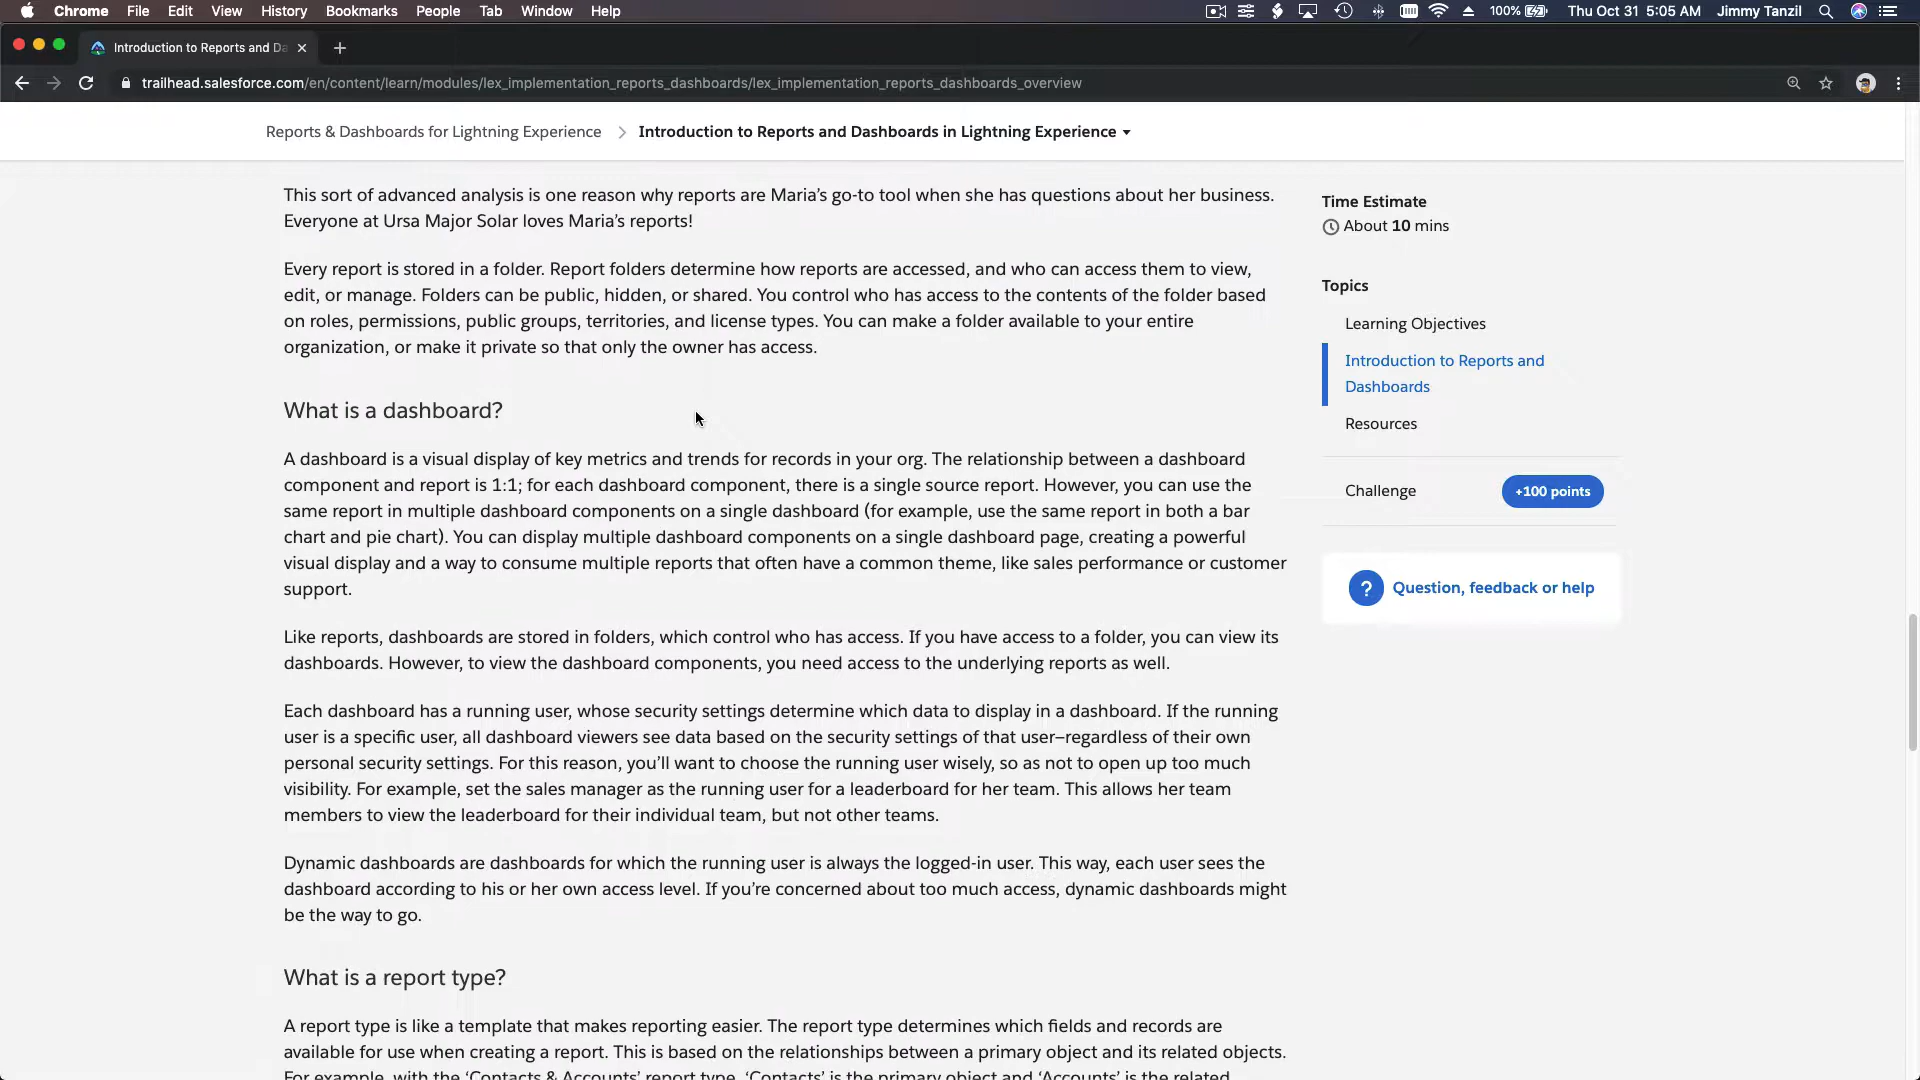 Chrome File Edit View History Bookmarks People Tab Window Help 100% Thu Oct 31 5:05 AM Jimmy Tanzil
Introduction to Reports and Da
trailhead.salesforce.com/en/content/learn/modules/lex_implementation_reports_dashboards/lex_implementation_reports_dashboards_overview
Reports & Dashboards for Lightning Experience > Introduction to Reports and Dashboards in Lightning Experience
This sort of advanced analysis is one reason why reports are Maria’s go-to tool when she has questions about her business.
Everyone at Ursa Major Solar loves Maria’s reports!
Every report is stored in a folder. Report folders determine how reports are accessed, and who can access them to view,
edit, or manage. Folders can be public, hidden, or shared. You control who has access to the contents of the folder based
on roles, permissions, public groups, territories, and license types. You can make a folder available to your entire
organization, or make it private so that only the owner has access.
What is a dashboard?
A dashboard is a visual display of key metrics and trends for records in your org. The relationship between a dashboard
component and report is 1:1; for each dashboard component, there is a single source report. However, you can use the
same report in multiple dashboard components on a single dashboard (for example, use the same report in both a bar
chart and pie chart). You can display multiple dashboard components on a single dashboard page, creating a powerful
visual display and a way to consume multiple reports that often have a common theme, like sales performance or customer
support.
Like reports, dashboards are stored in folders, which control who has access. If you have access to a folder, you can view its
dashboards. However, to view the dashboard components, you need access to the underlying reports as well.
Each dashboard has a running user, whose security settings determine which data to display in a dashboard. If the running
user is a specific user, all dashboard viewers see data based on the security settings of that user—regardless of their own
personal security settings. For this reason, you’ll want to choose the running user wisely, so as not to open up too much
visibility. For example, set the sales manager as the running user for a leaderboard for her team. This allows her team
members to view the leaderboard for their individual team, but not other teams.
Dynamic dashboards are dashboards for which the running user is always the logged-in user. This way, each user sees the
dashboard according to his or her own access level. If you’re concerned about too much access, dynamic dashboards might
be the way to go.
What is a report type?
A report type is like a template that makes reporting easier. The report type determines which fields and records are
available for use when creating a report. This is based on the relationships between a primary object and its related objects.
For example, with the ‘Contacts & Accounts’ report type, ‘Contacts’ is the primary object and ‘Accounts’ is the related
Time Estimate
About 10 mins
Topics
Learning Objectives
Introduction to Reports and
Dashboards
Resources
Challenge +100 points
? Question, feedback or help